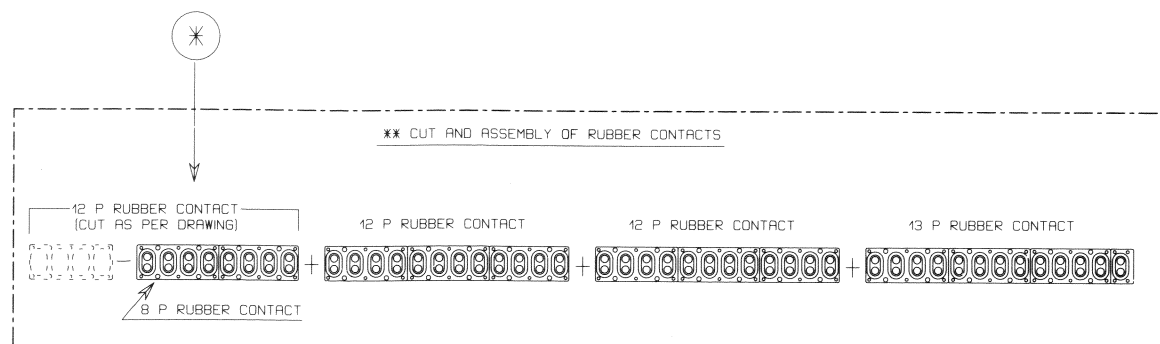 *
** CUT AND ASSEMBLY OF RUBBER CONTACTS
12 P RUBBER CONTACT
(CUT AS PER DRAWING)
12 P RUBBER CONTACT
12 P RUBBER CONTACT
13 P RUBBER CONTACT
8 P RUBBER CONTACT